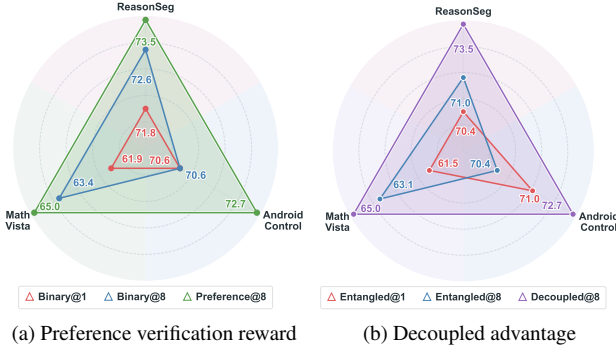 ReasonSeg
73.5
72.6
71.8
61.9
70.6
63.4
70.6
65.0
72.7
Math
Vista
Android
Control
Binary@1
Binary@8
Preference@8
(a) Preference verification reward
ReasonSeg
73.5
71.0
70.4
61.5
70.4
63.1
71.0
65.0
72.7
Math
Vista
Android
Control
Entangled@1
Entangled@8
Decoupled@8
(b) Decoupled advantage